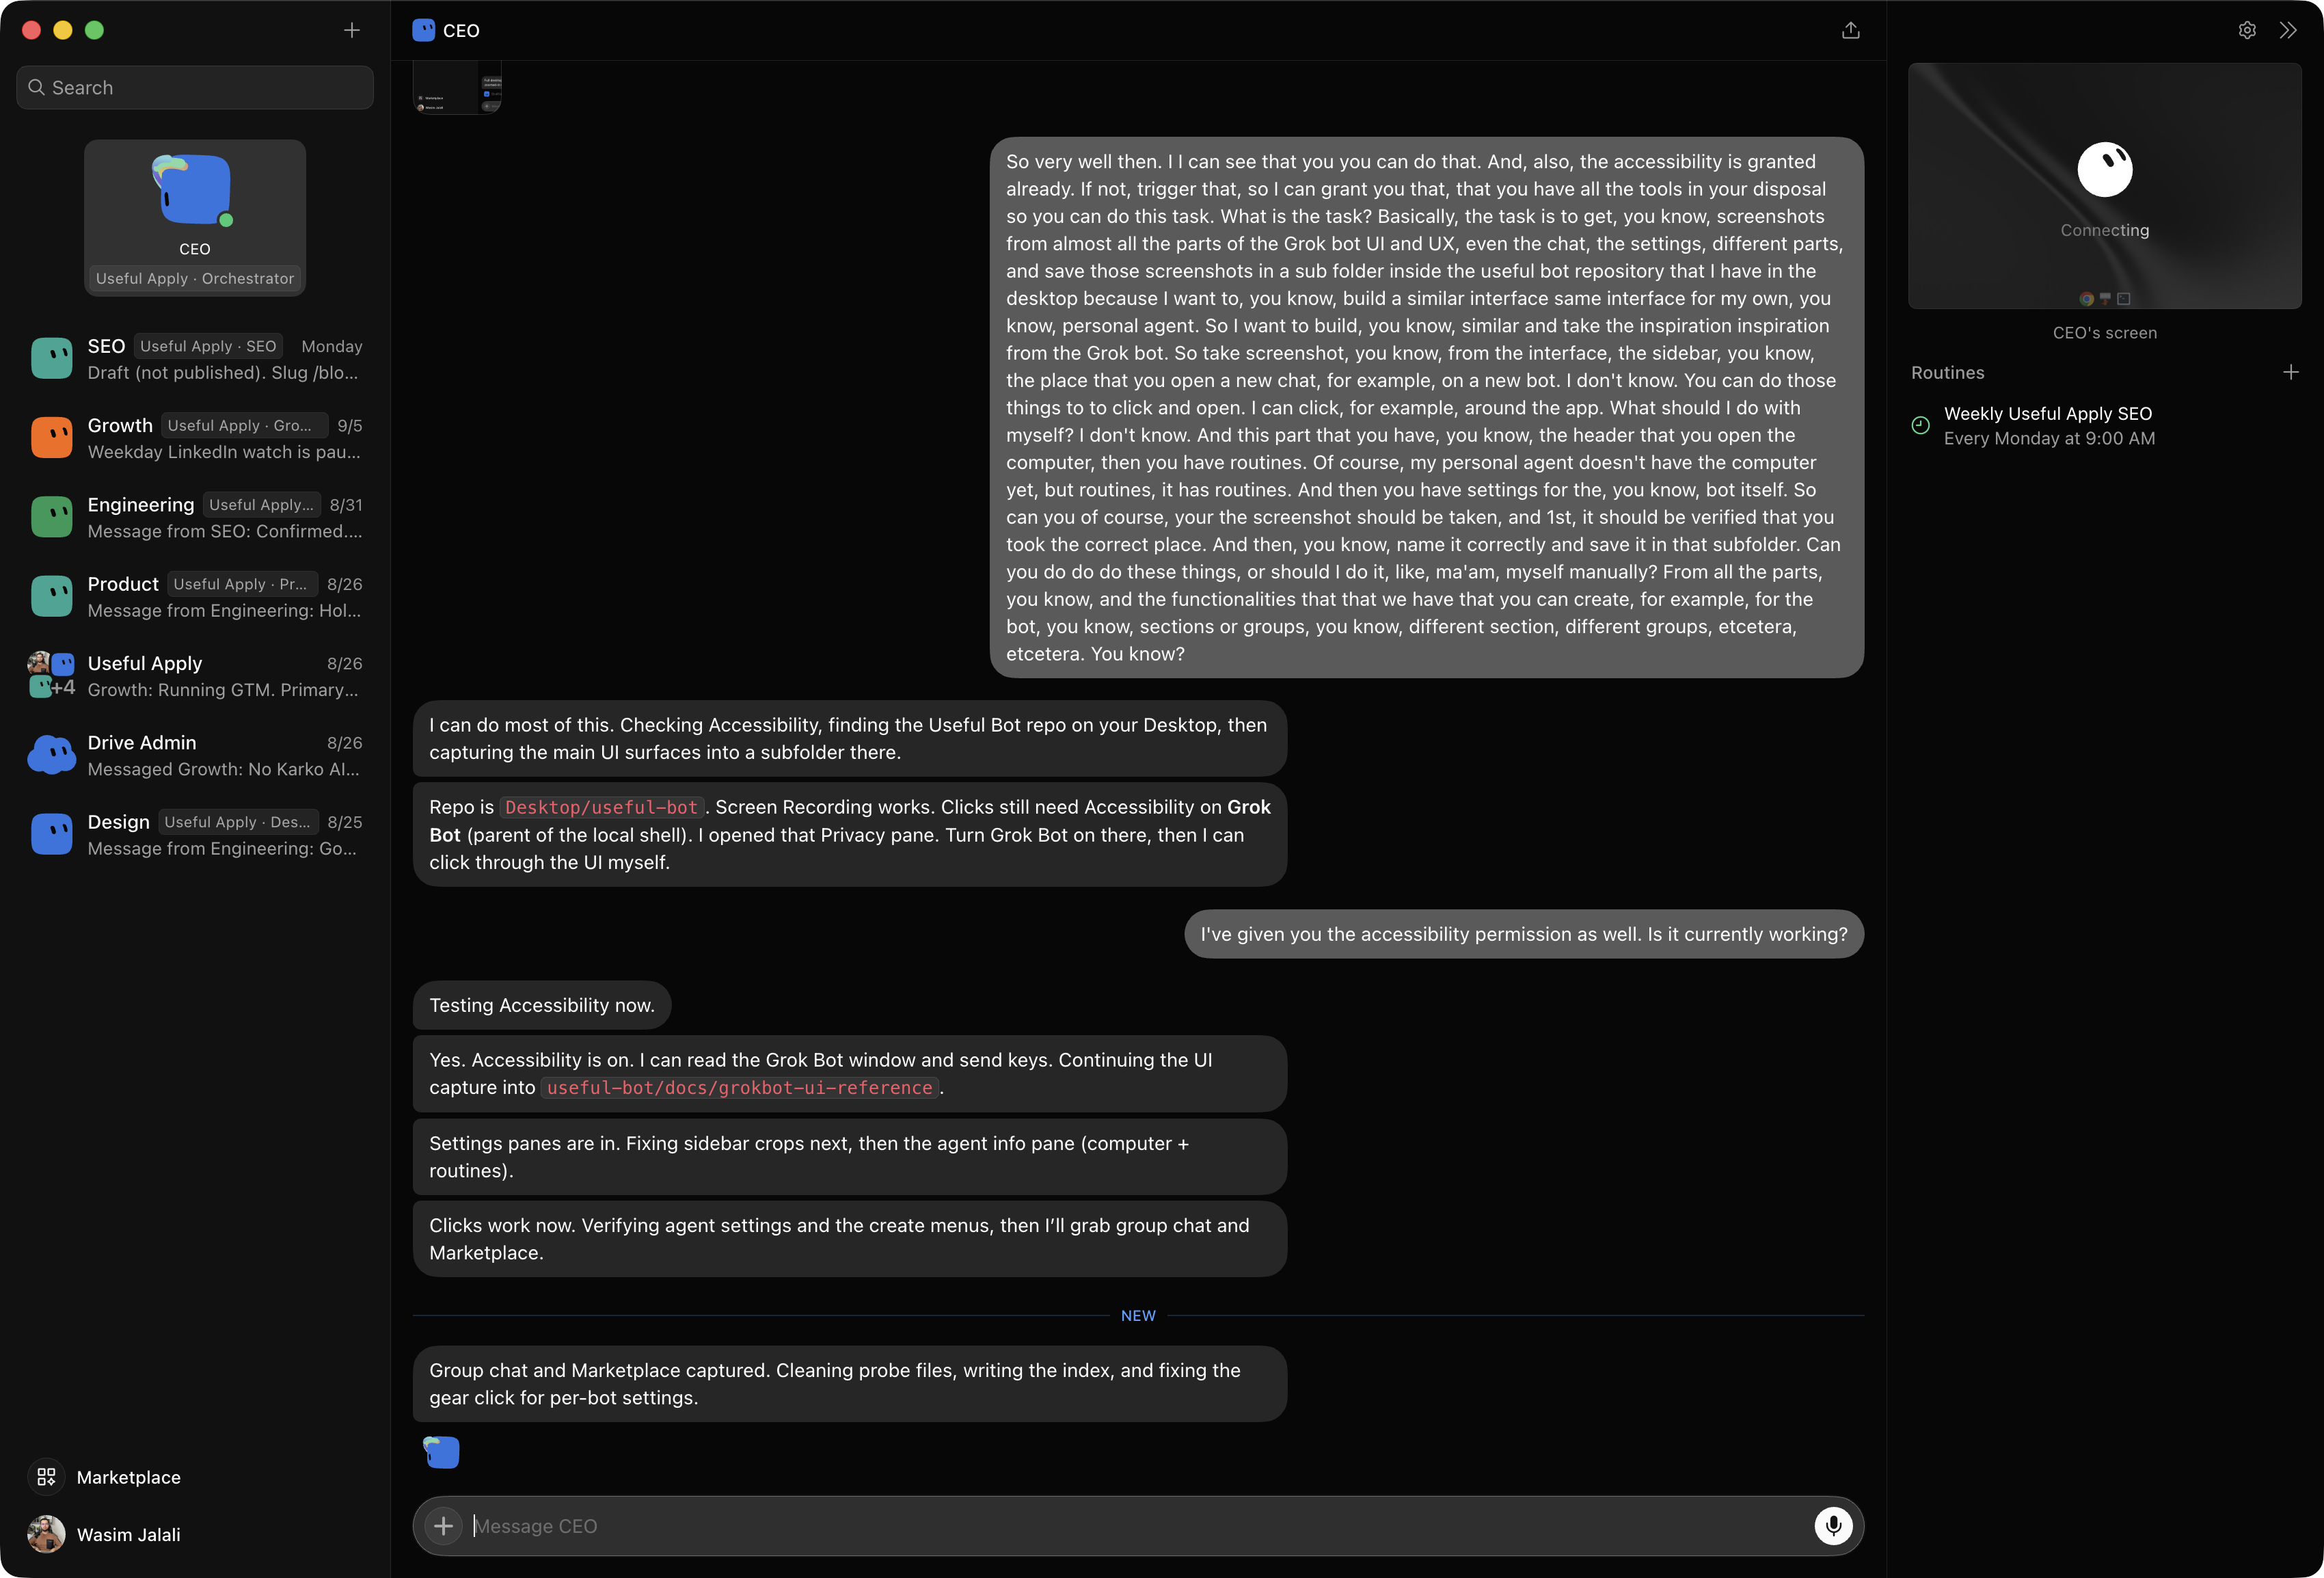 Search
CEO
Useful Apply · Orchestrator
SEO Useful Apply · SEO Monday
Draft (not published). Slug /blo...
Growth Useful Apply · Gro... 9/5
Weekday LinkedIn watch is pau...
Engineering Useful Apply... 8/31
Message from SEO: Confirmed....
Product Useful Apply · Pr... 8/26
Message from Engineering: Hol...
+4
Useful Apply 8/26
Growth: Running GTM. Primary...
Drive Admin 8/26
Messaged Growth: No Karko Al...
Design Useful Apply · Des... 8/25
Message from Engineering: Go...
Marketplace
Wasim Jalali
CEO
So very well then. I I can see that you you can do that. And, also, the accessibility is granted
already. If not, trigger that, so I can grant you that, that you have all the tools in your disposal
so you can do this task. What is the task? Basically, the task is to get, you know, screenshots
from almost all the parts of the Grok bot UI and UX, even the chat, the settings, different parts,
and save those screenshots in a sub folder inside the useful bot repository that I have in the
desktop because I want to, you know, build a similar interface same interface for my own, you
know, personal agent. So I want to build, you know, similar and take the inspiration inspiration
from the Grok bot. So take screenshot, you know, from the interface, the sidebar, you know,
the place that you open a new chat, for example, on a new bot. I don't know. You can do those
things to to click and open. I can click, for example, around the app. What should I do with
myself? I don't know. And this part that you have, you know, the header that you open the
computer, then you have routines. Of course, my personal agent doesn't have the computer
yet, but routines, it has routines. And then you have settings for the, you know, bot itself. So
can you of course, your the screenshot should be taken, and 1st, it should be verified that you
took the correct place. And then, you know, name it correctly and save it in that subfolder. Can
you do do do these things, or should I do it, like, ma'am, myself manually? From all the parts,
you know, and the functionalities that that we have that you can create, for example, for the
bot, you know, sections or groups, you know, different section, different groups, etcetera,
etcetera. You know?
I can do most of this. Checking Accessibility, finding the Useful Bot repo on your Desktop, then
capturing the main UI surfaces into a subfolder there.
Repo is Desktop/useful-bot. Screen Recording works. Clicks still need Accessibility on Grok
Bot (parent of the local shell). I opened that Privacy pane. Turn Grok Bot on there, then I can
click through the UI myself.
I've given you the accessibility permission as well. Is it currently working?
Testing Accessibility now.
Yes. Accessibility is on. I can read the Grok Bot window and send keys. Continuing the UI
capture into useful-bot/docs/grokbot-ui-reference.
Settings panes are in. Fixing sidebar crops next, then the agent info pane (computer +
routines).
Clicks work now. Verifying agent settings and the create menus, then I’ll grab group chat and
Marketplace.
NEW
Group chat and Marketplace captured. Cleaning probe files, writing the index, and fixing the
gear click for per-bot settings.
Message CEO
Connecting
CEO's screen
Routines
Weekly Useful Apply SEO
Every Monday at 9:00 AM